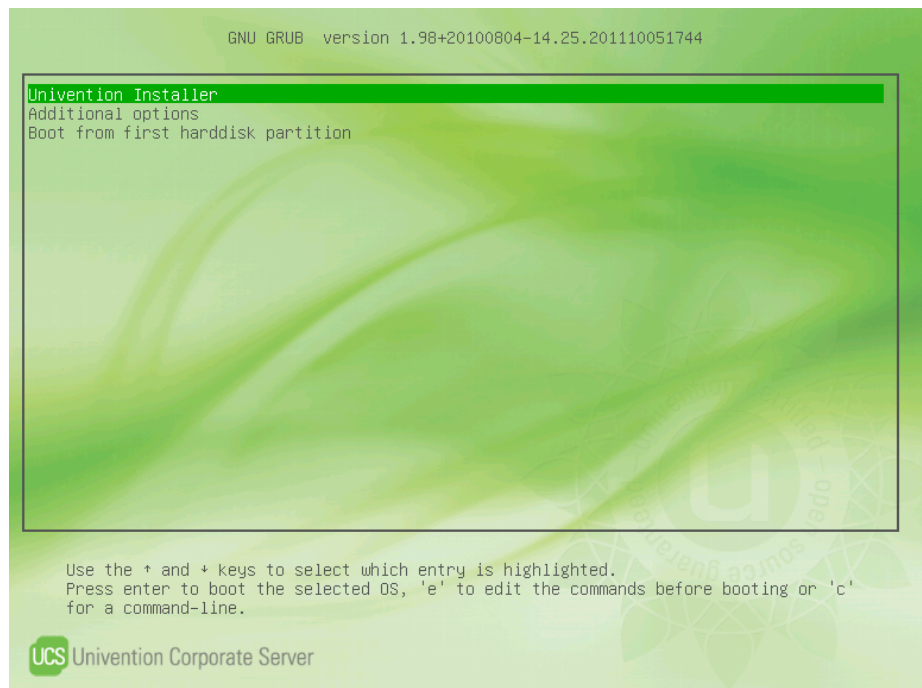 GNU GRUB version 1.98+20100804-14.25.201110051744
Univention Installer
Additional options
Boot from first harddisk partition
Use the ↑ and ↓ keys to select which entry is highlighted.
Press enter to boot the selected OS, 'e' to edit the commands before booting or 'c'
for a command-line.
u
open source
UCS Univention Corporate Server